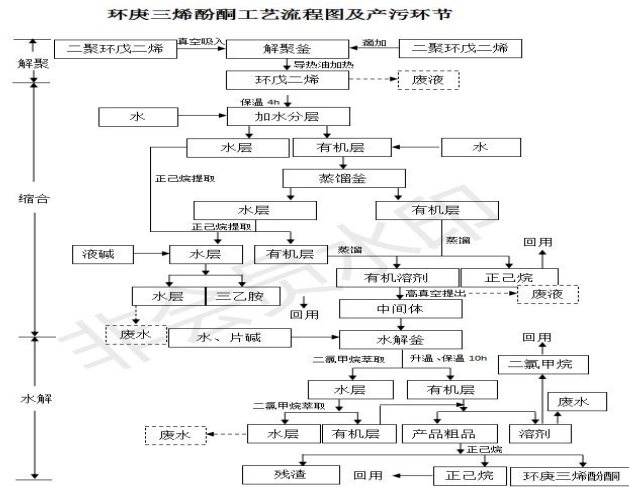 环庚三烯酚酮工艺流程图及产污环节
二聚环戊二烯 真空吸入 解聚釜 滴加 二聚环戊二烯
解聚
导热油加热
环戊二烯 废液
保温 4h
水 加水分层
水层 有机层 水
正己烷提取
蒸馏釜
缩合
水层 有机层
正己烷提取
液碱 水层 有机层 蒸馏 蒸馏 回用
有机溶剂 正己烷
水层 三乙胺 高真空提出 废液
回用
中间体
废水 水、片碱 水解釜 回用
二氯甲烷萃取 升温、保温 10h
二氯甲烷
水解
水层 有机层
二氯甲烷萃取 废水
废水 水层 有机层 产品粗品 溶剂
正己烷
残渣 回用 正己烷 环庚三烯酚酮
非会员水印